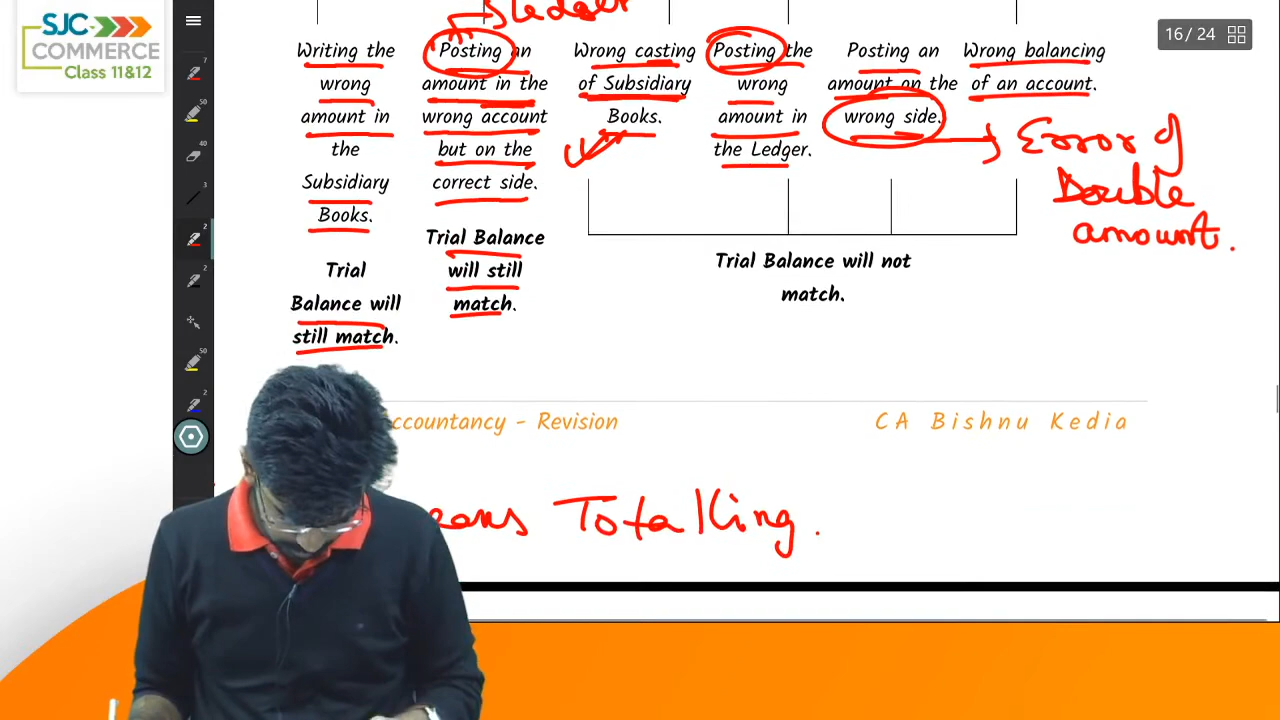 SJC
COMMERCE
Class 11&12
16 / 24
Writing the
wrong
amount in
the
Subsidiary
Books.
Trial
Balance will
still match.
Posting an
amount in the
wrong account
but on the
correct side.
Trial Balance
will still
match.
Wrong casting
of Subsidiary
Books.
Posting the
wrong
amount in
the Ledger.
Posting an
amount on the
wrong side.
Wrong balancing
of an account.
Trial Balance will not
match.
Error of
Double
amount.
ccountancy - Revision
CA Bishnu Kedia
eans Totalling.